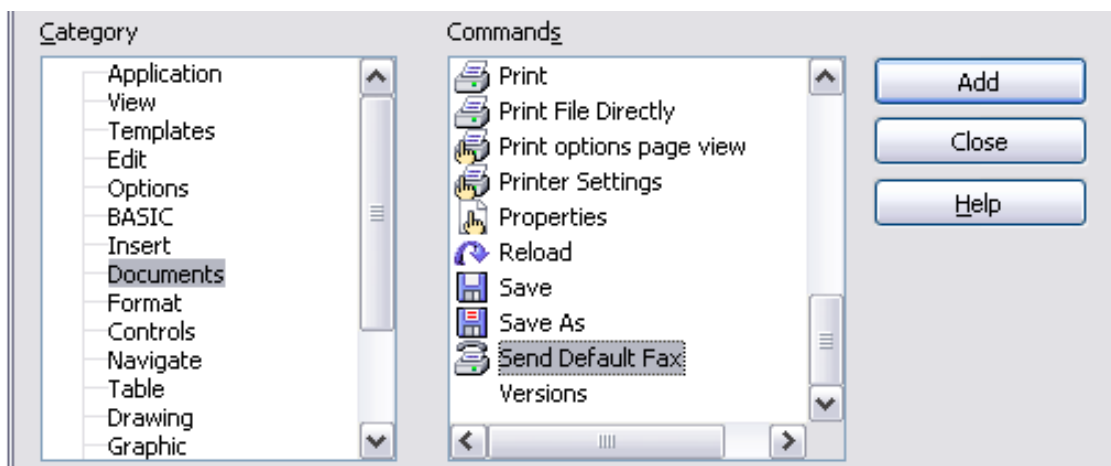 Category
Application
View
Templates
Edit
Options
BASIC
Insert
Documents
Format
Controls
Navigate
Table
Drawing
Graphic
Commands
Print
Print File Directly
Print options page view
Printer Settings
Properties
Reload
Save
Save As
Send Default Fax
Versions
Add
Close
Help